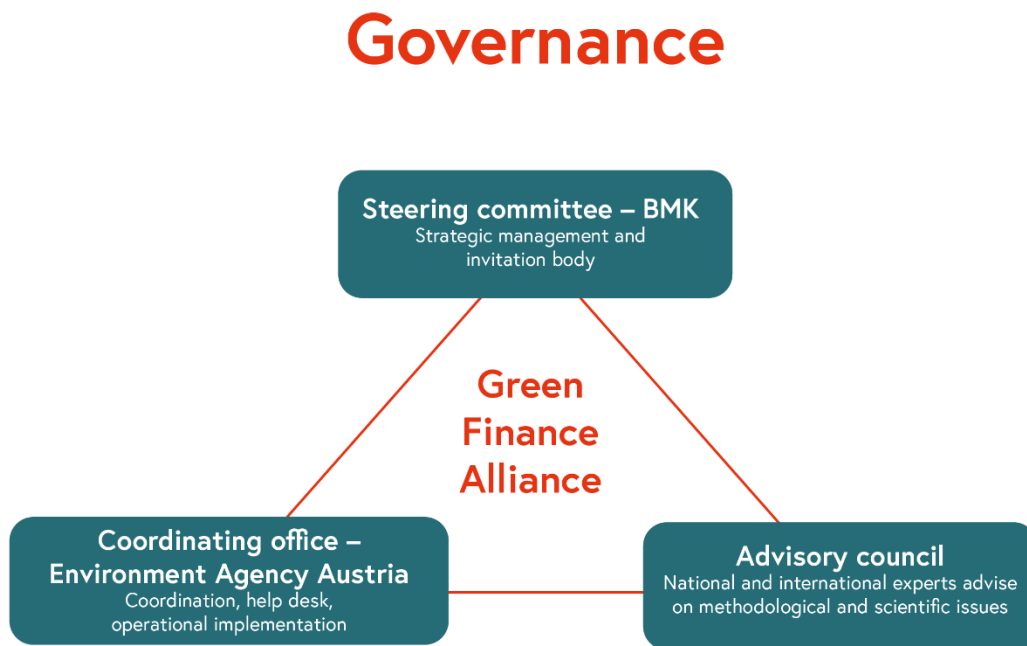 Governance
Steering committee – BMK
Strategic management and
invitation body
Green
Finance
Alliance
Coordinating office –
Environment Agency Austria
Coordination, help desk,
operational implementation
Advisory council
National and international experts advise
on methodological and scientific issues